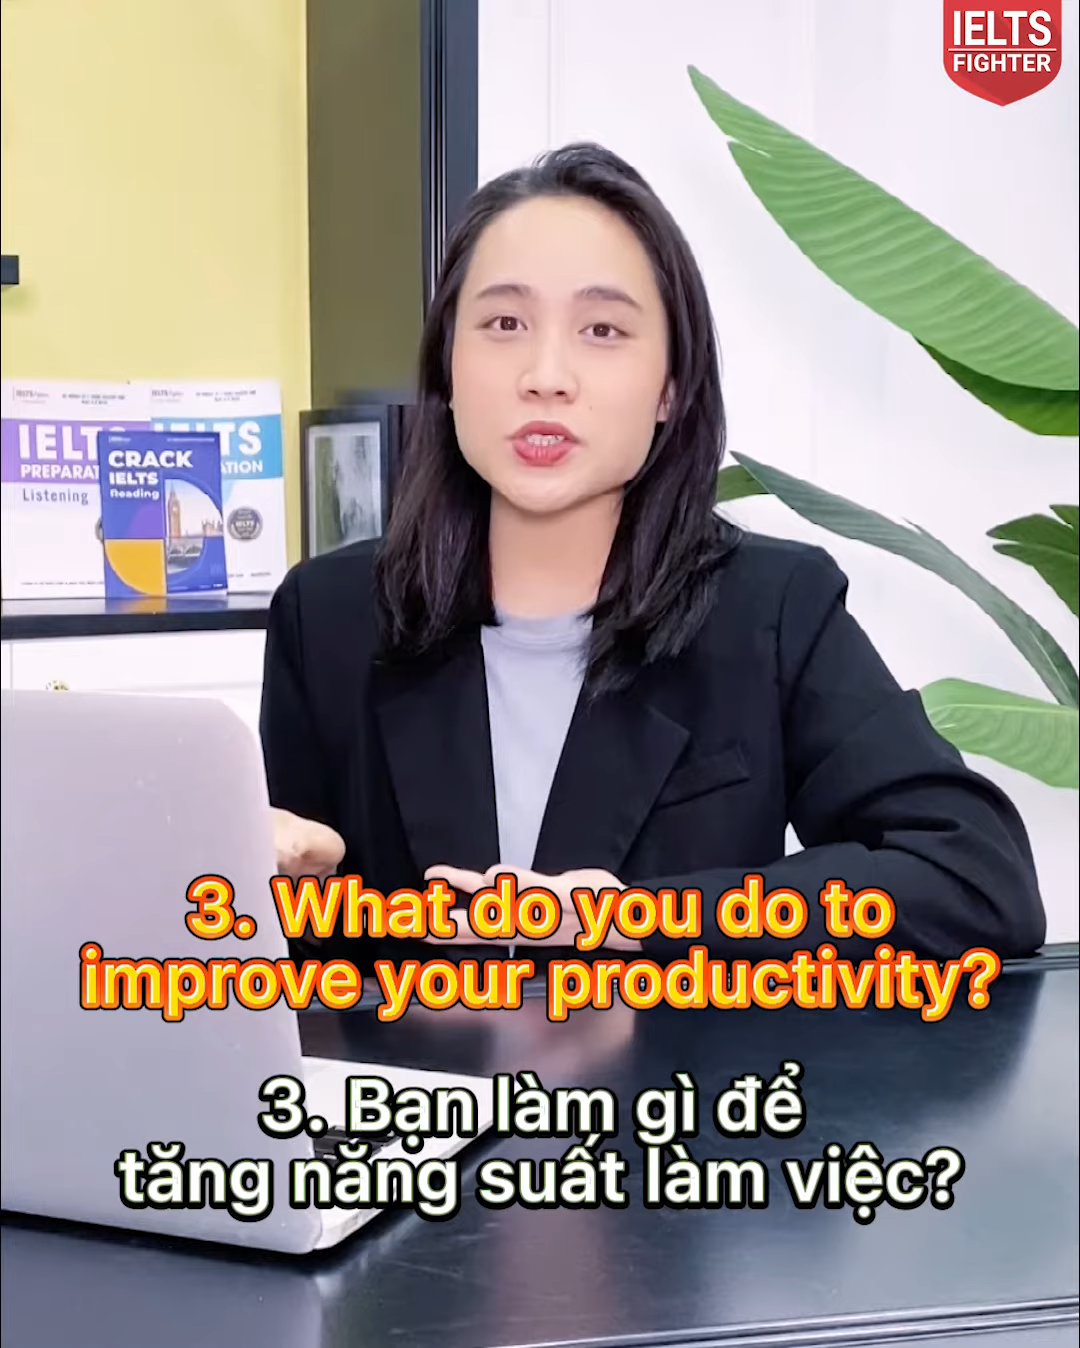 IELTS
FIGHTER
IELTS
PREPARAT
Listening
CRACK
IELTS
Reading
TS
ATION
3. What do you do to
improve your productivity?
3. Bạn làm gì để
tăng năng suất làm việc?